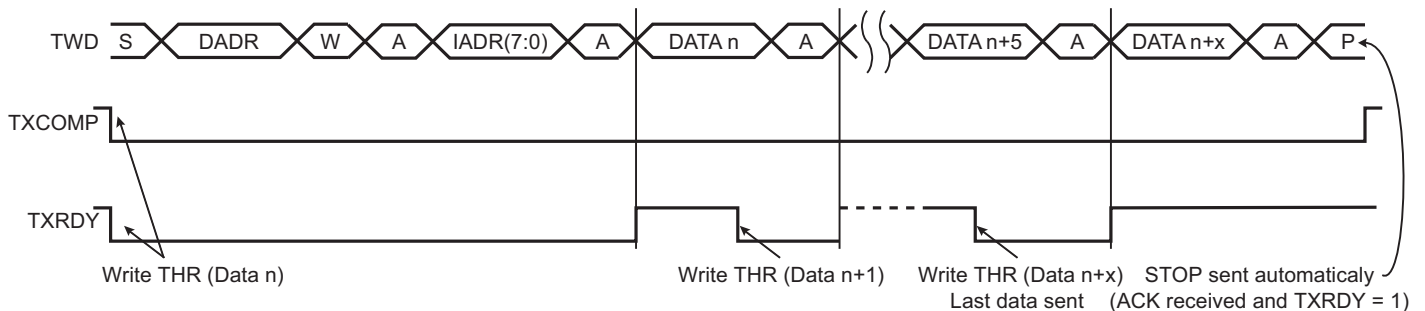 TWD S DADR W A IADR(7:0) A DATA n A DATA n+5 A DATA n+x A P
TXCOMP
TXRDY
Write THR (Data n) Write THR (Data n+1) Write THR (Data n+x) STOP sent automaticaly
Last data sent (ACK received and TXRDY = 1)